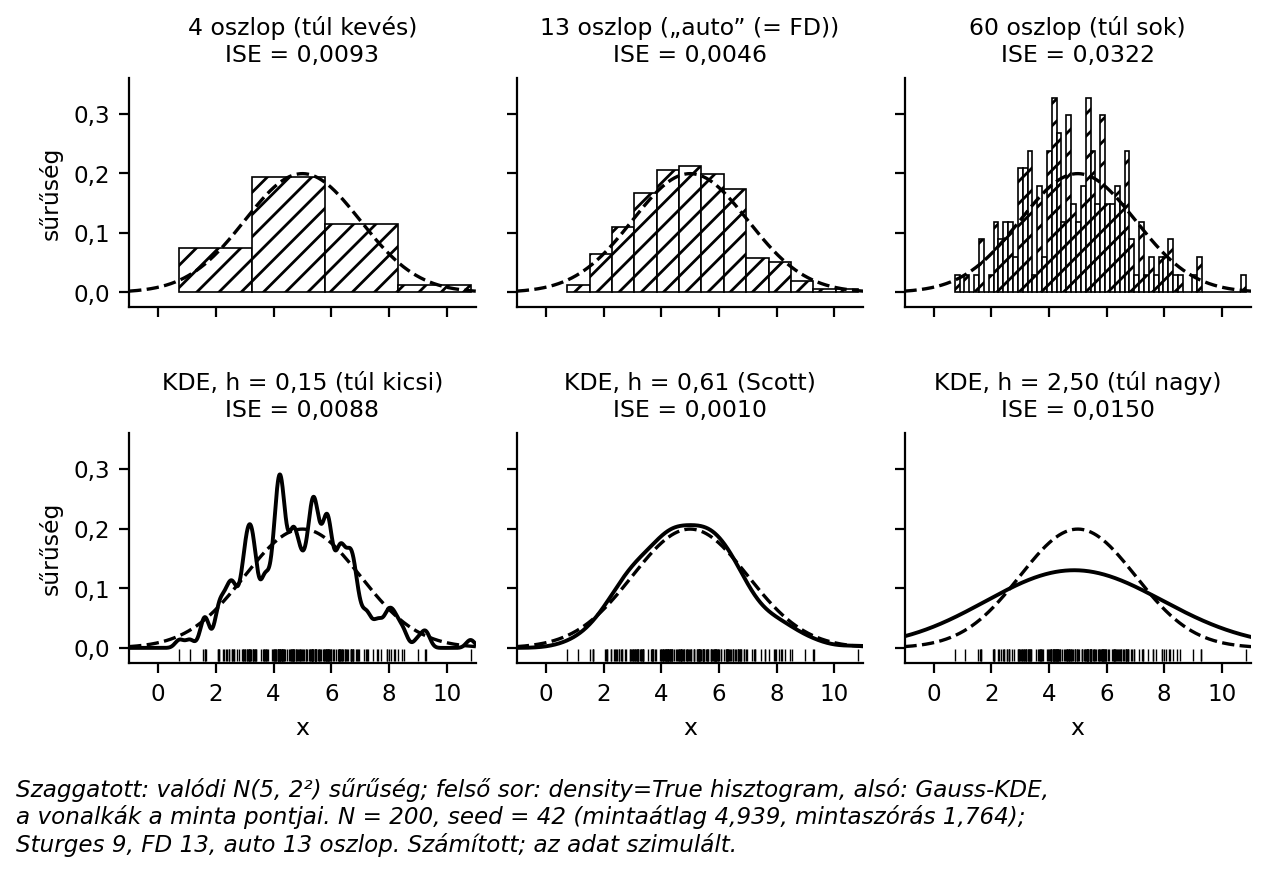 4 oszlop (túl kevés)
ISE = 0,0093
13 oszlop („auto” (= FD))
ISE = 0,0046
60 oszlop (túl sok)
ISE = 0,0322
sűrűség
0,3
0,2
0,1
0,0
KDE, h = 0,15 (túl kicsi)
ISE = 0,0088
KDE, h = 0,61 (Scott)
ISE = 0,0010
KDE, h = 2,50 (túl nagy)
ISE = 0,0150
sűrűség
0,3
0,2
0,1
0,0
0 2 4 6 8 10
0 2 4 6 8 10
0 2 4 6 8 10
x
x
x
Szaggatott: valódi N(5, 2²) sűrűség; felső sor: density=True hisztogram, alsó: Gauss-KDE,
a vonalkák a minta pontjai. N = 200, seed = 42 (mintaátlag 4,939, mintaszórás 1,764);
Sturges 9, FD 13, auto 13 oszlop. Számított; az adat szimulált.